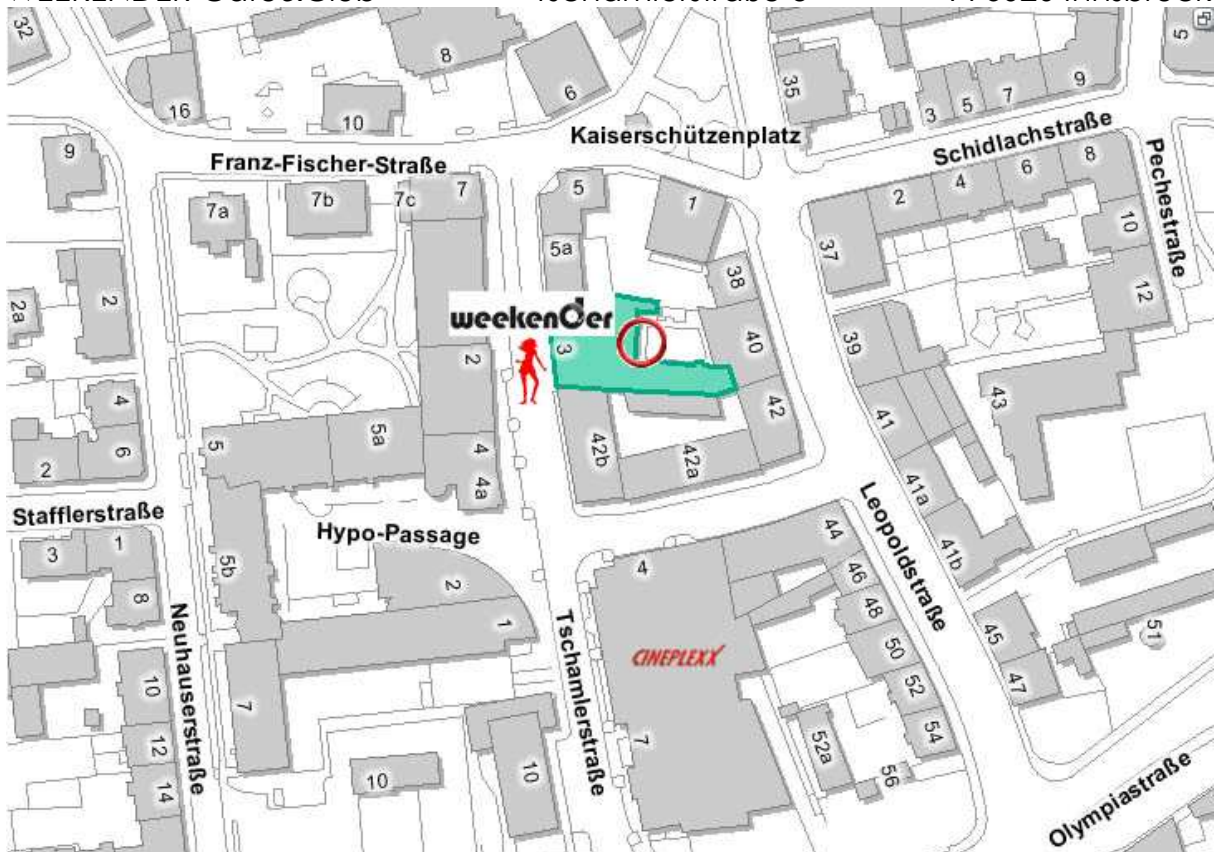 32
8
16
10
6
35
3
5
7
9
5
Kaiserschützenplatz
Schidlachstraße
Pechestraße
9
Franz-Fischer-Straße
7a
7b
7c
7
5
5a
1
2
4
6
8
10
12
37
38
39
40
41
41a
41b
42
42a
42b
43
weekender
3
2a
2
2
4
6
2
5
5a
4
4a
Stafflerstraße
3
1
8
Neuhauserstraße
10
12
14
5b
Hypo-Passage
2
1
7
10
10
Tschamlerstraße
4
CINEPLEXX
7
44
46
48
50
52
54
52a
56
Leopoldstraße
45
47
51
Olympiastraße